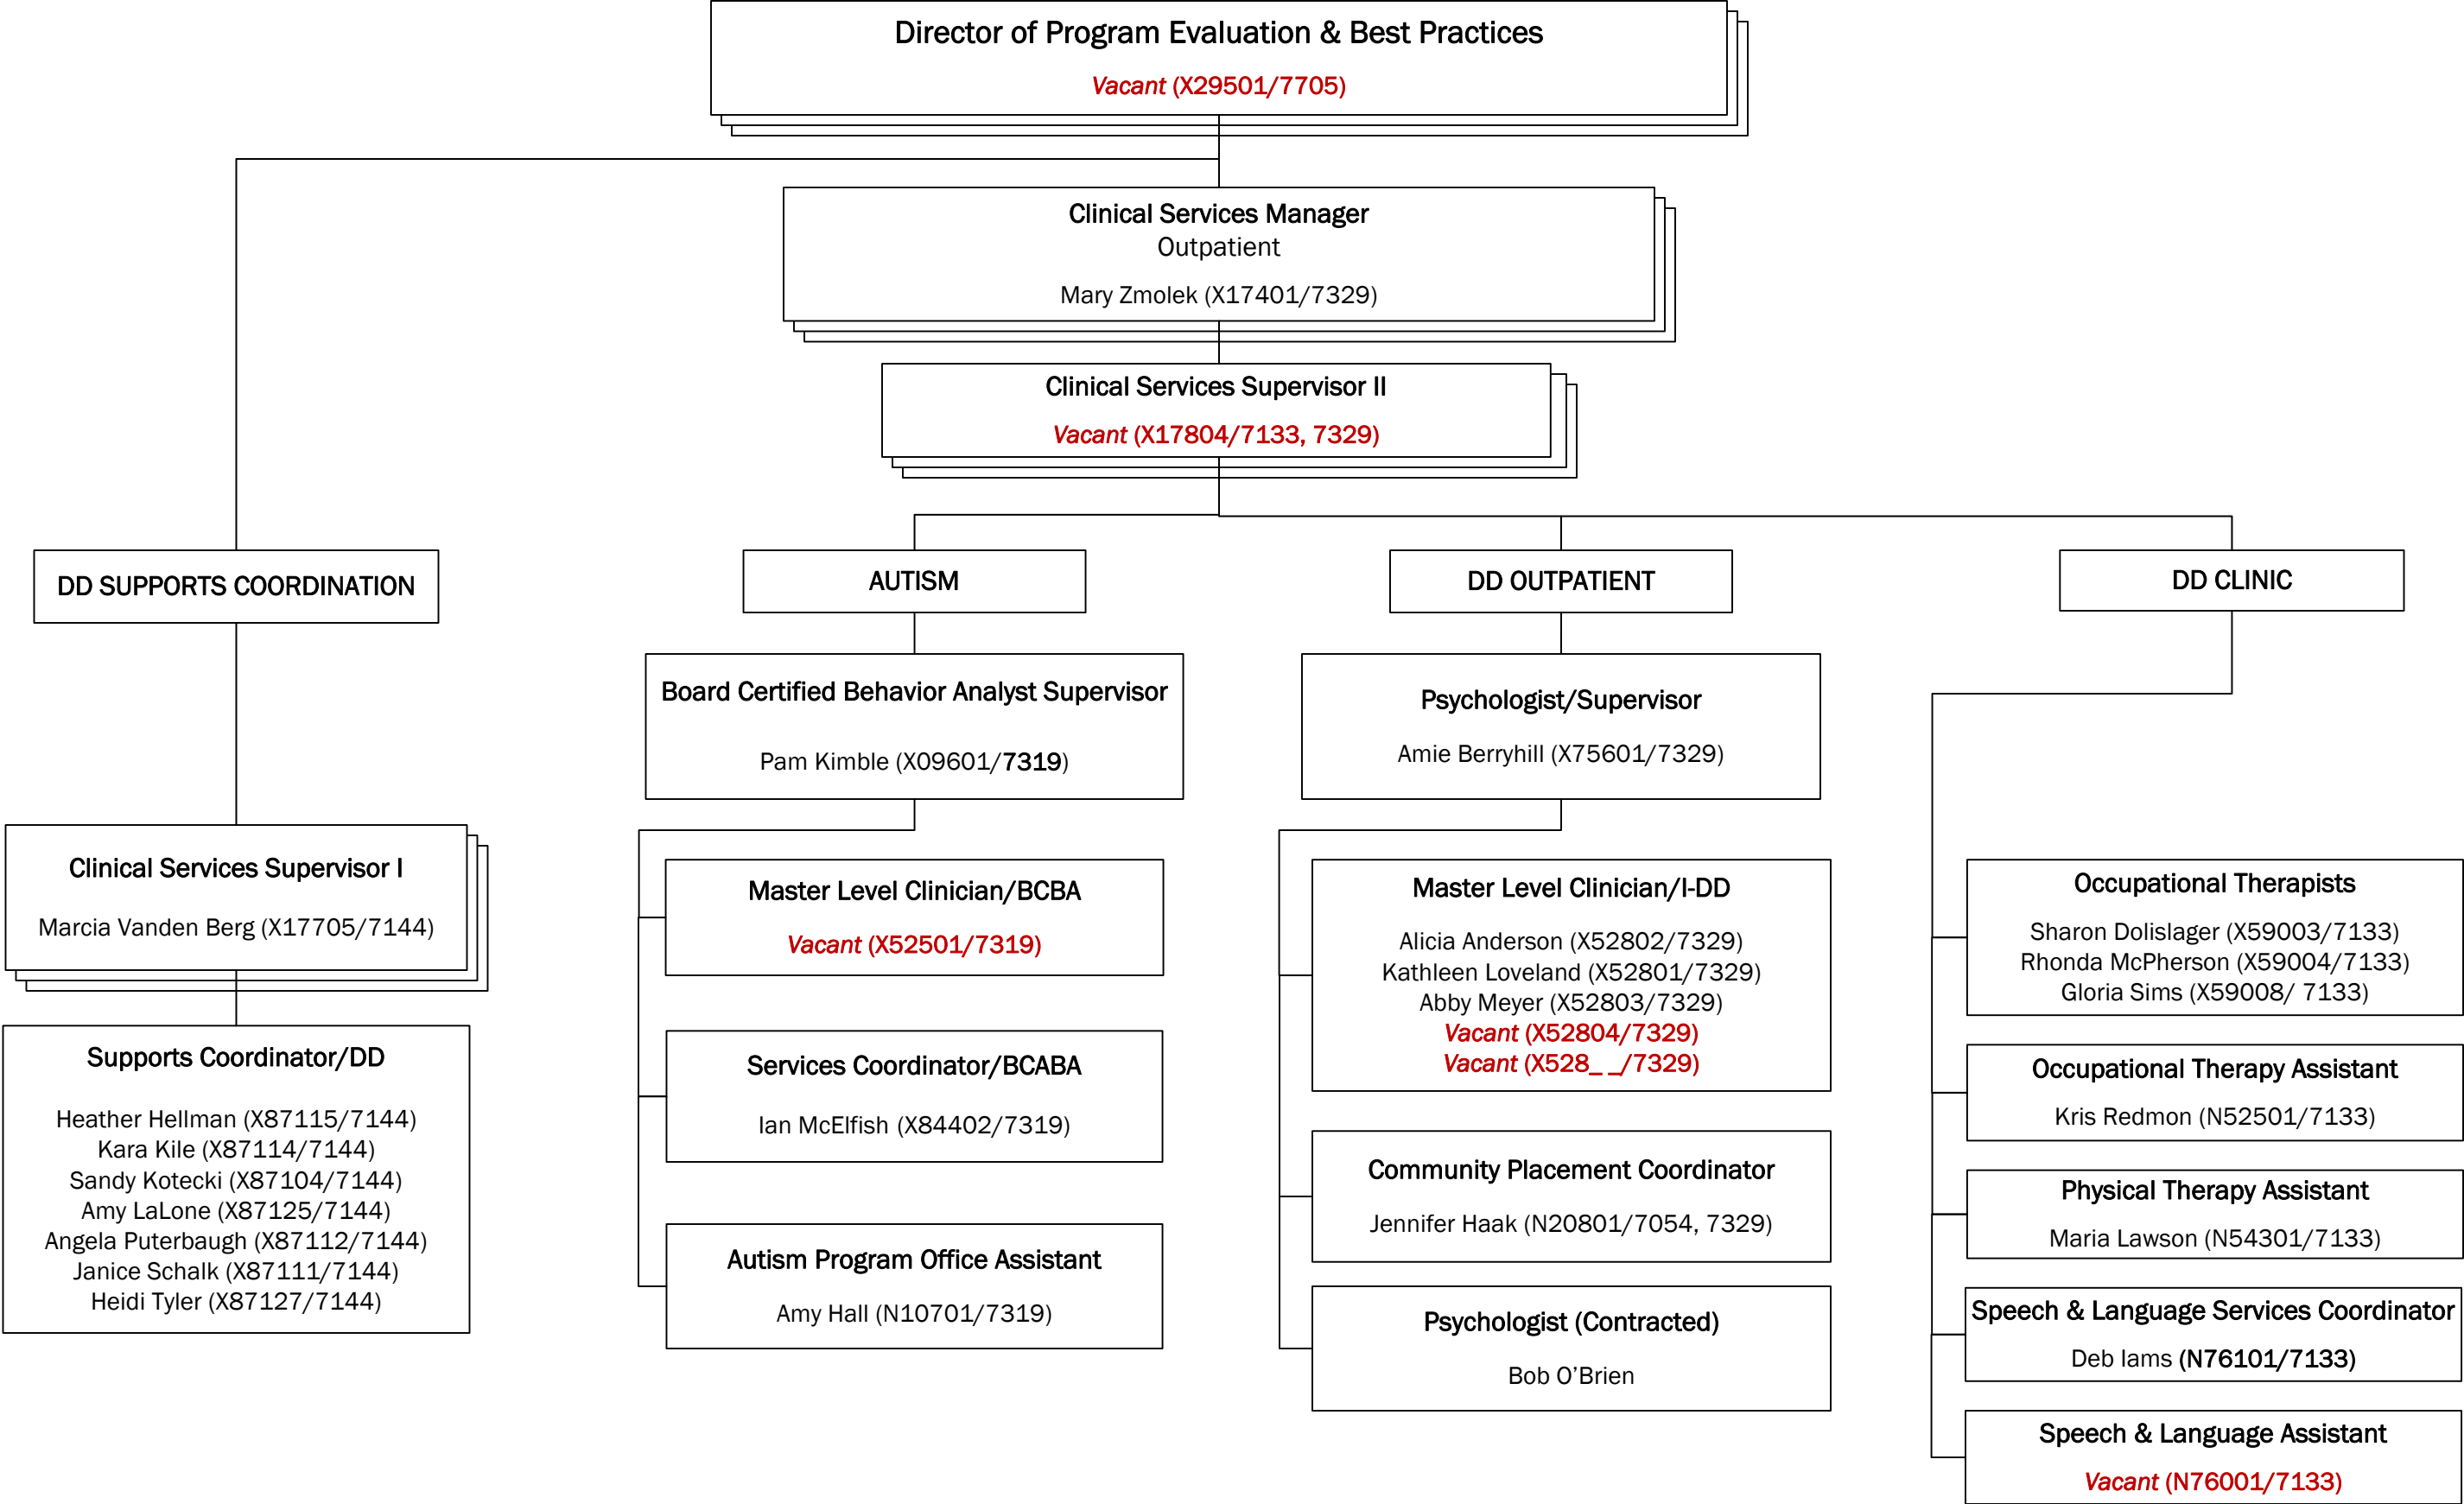 Director of Program Evaluation & Best Practices
Vacant (X29501/7705)
Clinical Services Manager
Outpatient
Mary Zmolek (X17401/7329)
Clinical Services Supervisor II
Vacant (X17804/7133, 7329)
DD SUPPORTS COORDINATION
Clinical Services Supervisor I
Marcia Vanden Berg (X17705/7144)
Supports Coordinator/DD
Heather Hellman (X87115/7144)
Kara Kile (X87114/7144)
Sandy Kotecki (X87104/7144)
Amy LaLone (X87125/7144)
Angela Puterbaugh (X87112/7144)
Janice Schalk (X87111/7144)
Heidi Tyler (X87127/7144)
AUTISM
Board Certified Behavior Analyst Supervisor
Pam Kimble (X09601/7319)
Master Level Clinician/BCBA
Vacant (X52501/7319)
Services Coordinator/BCABA
Ian McElfish (X84402/7319)
Autism Program Office Assistant
Amy Hall (N10701/7319)
DD OUTPATIENT
Psychologist/Supervisor
Amie Berryhill (X75601/7329)
Master Level Clinician/I-DD
Alicia Anderson (X52802/7329)
Kathleen Loveland (X52801/7329)
Abby Meyer (X52803/7329)
Vacant (X52804/7329)
Vacant (X528_ _/7329)
Community Placement Coordinator
Jennifer Haak (N20801/7054, 7329)
Psychologist (Contracted)
Bob O’Brien
DD CLINIC
Occupational Therapists
Sharon Dolislager (X59003/7133)
Rhonda McPherson (X59004/7133)
Gloria Sims (X59008/ 7133)
Occupational Therapy Assistant
Kris Redmon (N52501/7133)
Physical Therapy Assistant
Maria Lawson (N54301/7133)
Speech & Language Services Coordinator
Deb Iams (N76101/7133)
Speech & Language Assistant
Vacant (N76001/7133)